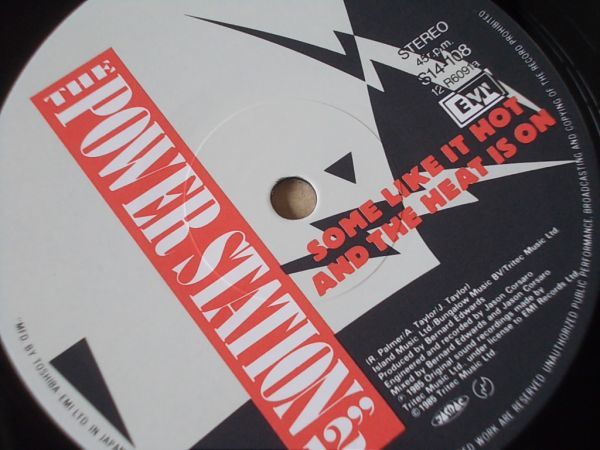 THE
POWER STATION
12"
STEREO
45r.p.m.
S14-108
12 R6091A
EMI
SOME LIKE IT HOT
AND THE HEAT IS ON
(R. Palmer/A. Taylor/J. Taylor)
Island Music Ltd./Bungalow Music BV/Tritec Music Ltd.
Produced by Bernard Edwards
Engineered and recorded by Jason Corsaro
Mixed by Bernard Edwards and Jason Corsaro
℗ 1985 Original sound recordings made by
Tritec Music Ltd. under license to EMI Records Ltd.
© 1985 Tritec Music Ltd.
MFD BY TOSHIBA EMI LTD IN JAPAN
UNAUTHORIZED PUBLIC PERFORMANCE BROADCASTING AND COPYING OF THE RECORD PROHIBITED
WORK ARE RESERVED